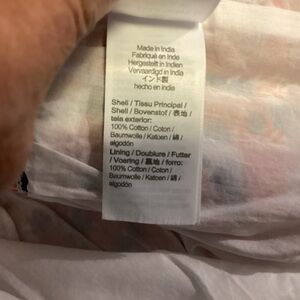 Made in India
Fabriqué en Inde
Hergestellt in Indien
Vervaardigd in India
インド製
hecho en india
Shell / Tissu Principal /
Shell / Bovenstof / 表地 /
tela exterior:
100% Cotton / Coton /
Baumwolle / Katoen / 綿 /
algodón
Lining / Doublure / Futter
/ Voering / 裏地 / forro:
100% Cotton / Coton /
Baumwolle / Katoen / 綿 /
algodón